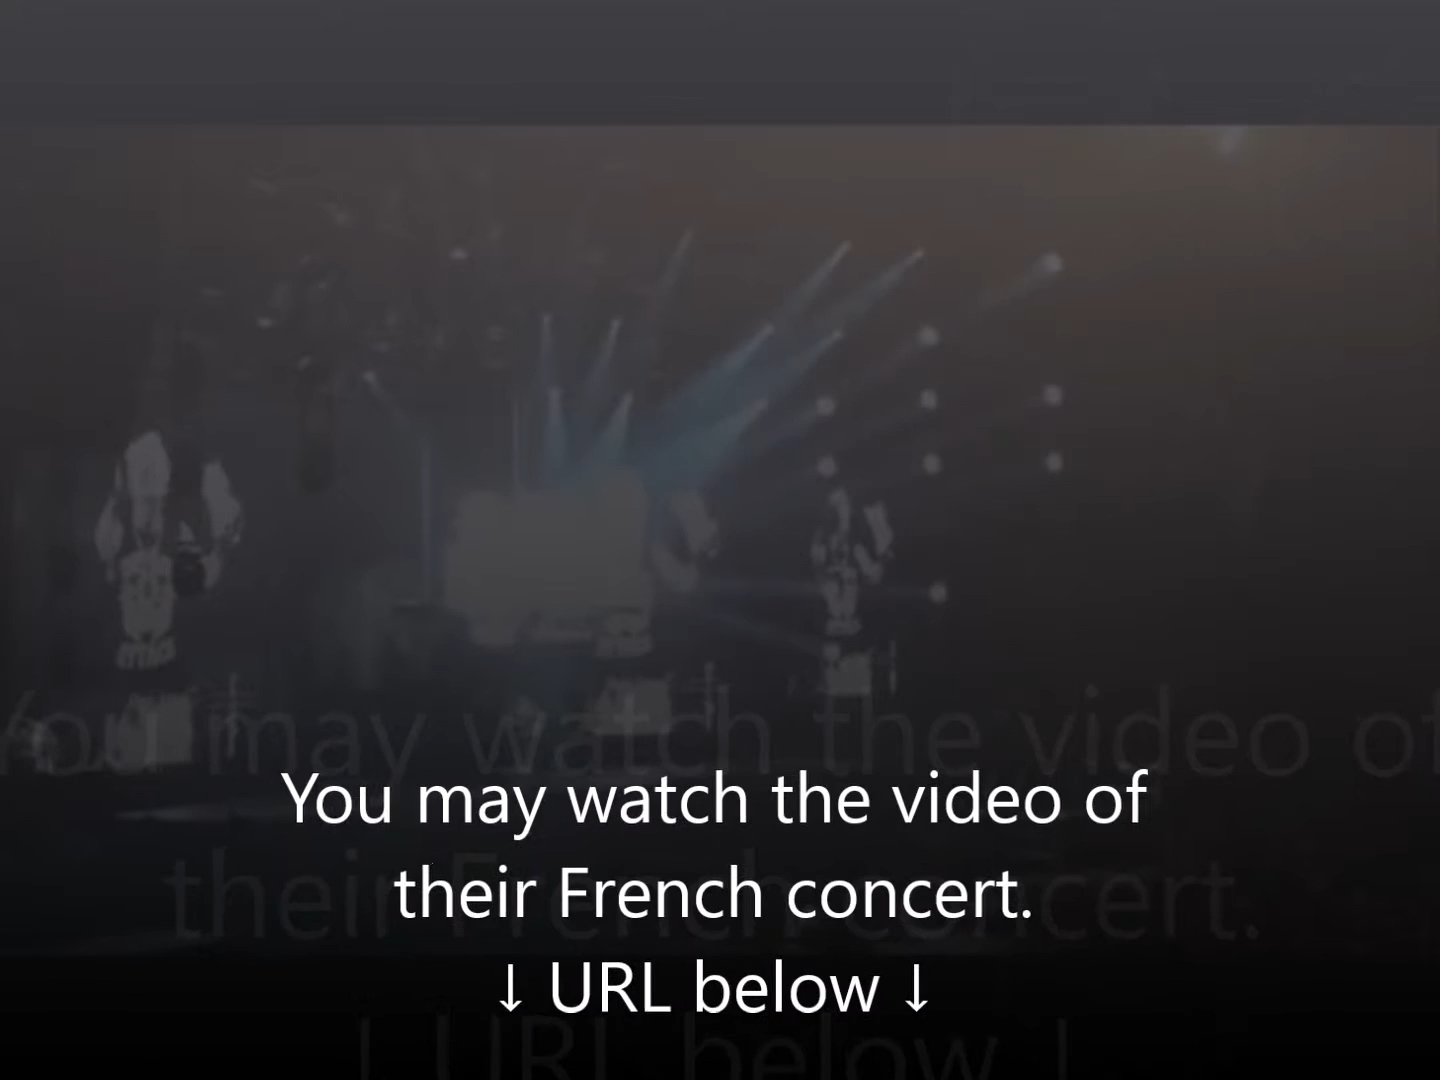 You may watch the video of
their French concert.
↓ URL below ↓